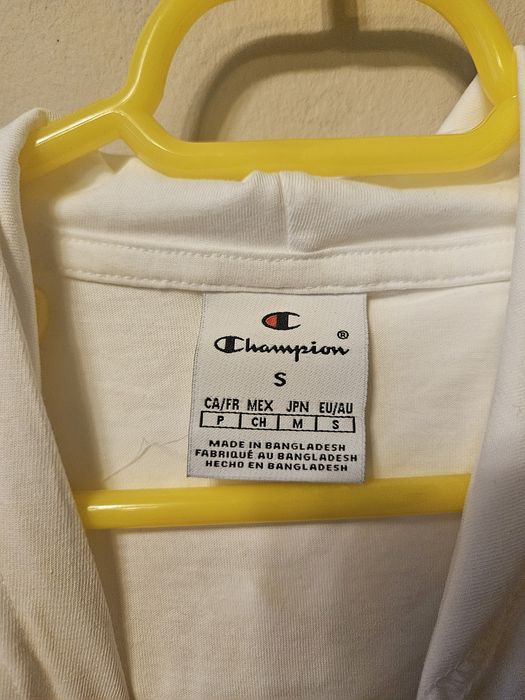 Champion®
S
CA/FR MEX JPN EU/AU
P CH M S
MADE IN BANGLADESH
FABRIQUÉ AU BANGLADESH
HECHO EN BANGLADESH